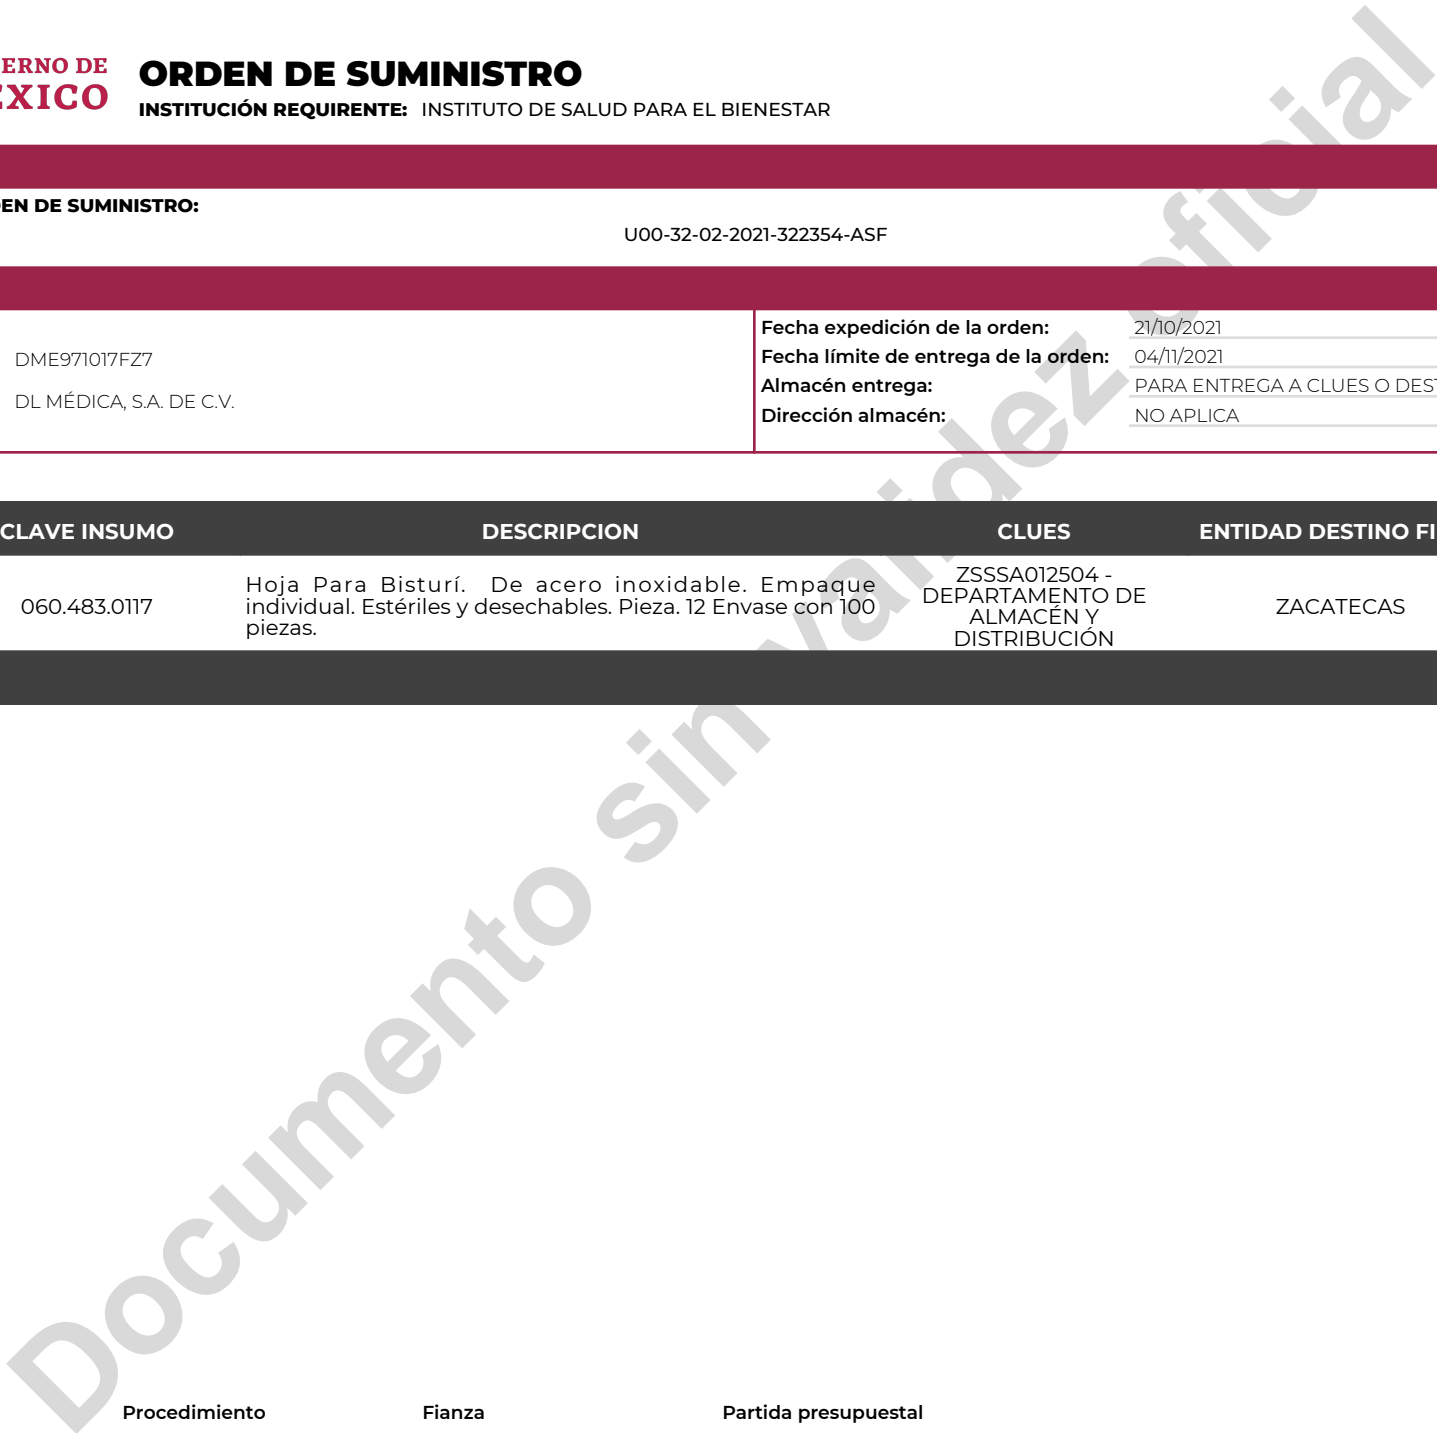 ERNO DE
ÉXICO
ORDEN DE SUMINISTRO
INSTITUCIÓN REQUIRENTE: INSTITUTO DE SALUD PARA EL BIENESTAR
EN DE SUMINISTRO:
U00-32-02-2021-322354-ASF
DME971017FZ7
DL MÉDICA, S.A. DE C.V.
Fecha expedición de la orden: 21/10/2021
Fecha límite de entrega de la orden: 04/11/2021
Almacén entrega: PARA ENTREGA A CLUES O DEST
Dirección almacén: NO APLICA
CLAVE INSUMO DESCRIPCION CLUES ENTIDAD DESTINO FI
060.483.0117
Hoja Para Bisturí. De acero inoxidable. Empaque
individual. Estériles y desechables. Pieza. 12 Envase con 100
piezas.
ZSSSA012504 -
DEPARTAMENTO DE
ALMACÉN Y
DISTRIBUCIÓN
ZACATECAS
Documento sin validez oficial
Procedimiento Fianza Partida presupuestal